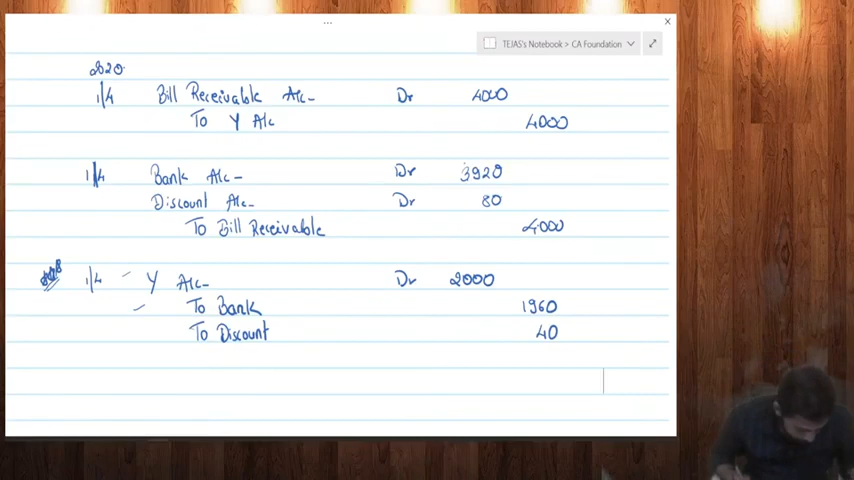 TEJAS's Notebook > CA Foundation
2020
1/4 Bill Receivable A/c- Dr 4000
To Y A/c 4000
1/4 Bank A/c- Dr 3920
Discount A/c- Dr 80
To Bill Receivable 4000
1/4 Y A/c- Dr 2000
To Bank 1960
To Discount 40